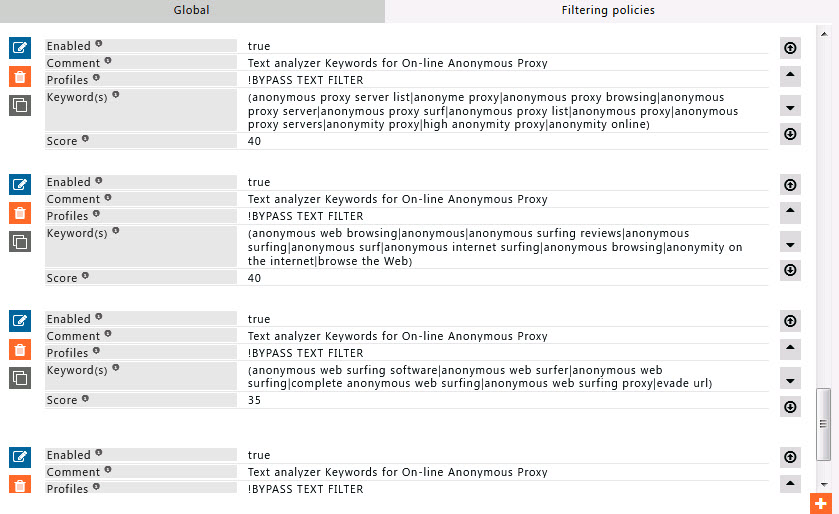 Global Filtering policies
Enabled true
Comment Text analyzer Keywords for On-line Anonymous Proxy
Profiles !BYPASS TEXT FILTER
Keyword(s) (anonymous proxy server list|anonyme proxy|anonymous proxy browsing|anonymous
proxy server|anonymous proxy surf|anonymous proxy list|anonymous proxy|anonymous
proxy servers|anonymity proxy|high anonymity proxy|anonymity online)
Score 40
Enabled true
Comment Text analyzer Keywords for On-line Anonymous Proxy
Profiles !BYPASS TEXT FILTER
Keyword(s) (anonymous web browsing|anonymous|anonymous surfing reviews|anonymous
surfing|anonymous surf|anonymous internet surfing|anonymous browsing|anonymity on
the internet|browse the Web)
Score 40
Enabled true
Comment Text analyzer Keywords for On-line Anonymous Proxy
Profiles !BYPASS TEXT FILTER
Keyword(s) (anonymous web surfing software|anonymous web surfer|anonymous web
surfing|complete anonymous web surfing|anonymous web surfing proxy|evade url)
Score 35
Enabled true
Comment Text analyzer Keywords for On-line Anonymous Proxy
Profiles !BYPASS TEXT FILTER